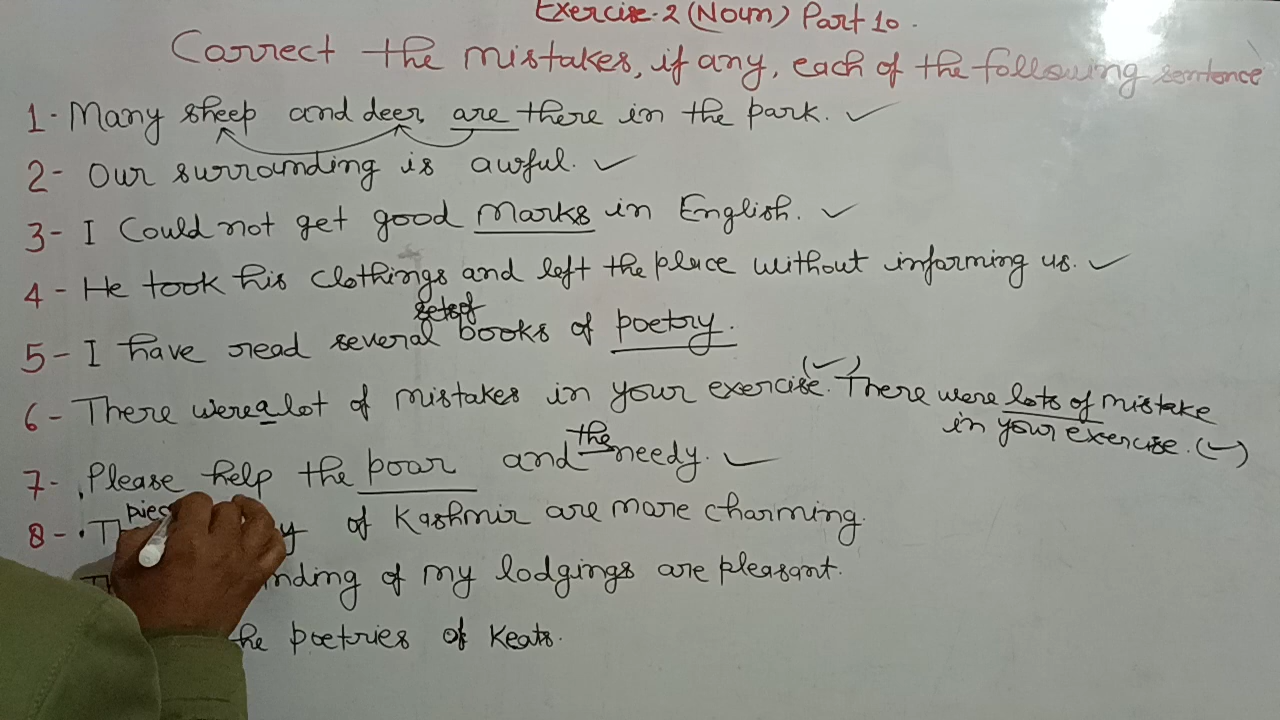 Exercise-2 (Noun) Part 10.
Correct the mistakes, if any, each of the following sentence
1- Many sheep and deer are there in the park. ✓
2- Our surrounding is awful. ✓
3- I Could not get good marks in English. ✓
4- He took his clothings and left the place without informing us. ✓
sets of
5- I have read several books of poetry.
6- There were a lot of mistakes in your exercise. (✓) There were lots of mistake
in your exercise. (✓)
the
7- Please help the poor and needy. ✓
piec
8- of Kashmir are more charming.
nding of my lodgings are pleasant.
he poetries of Keats.